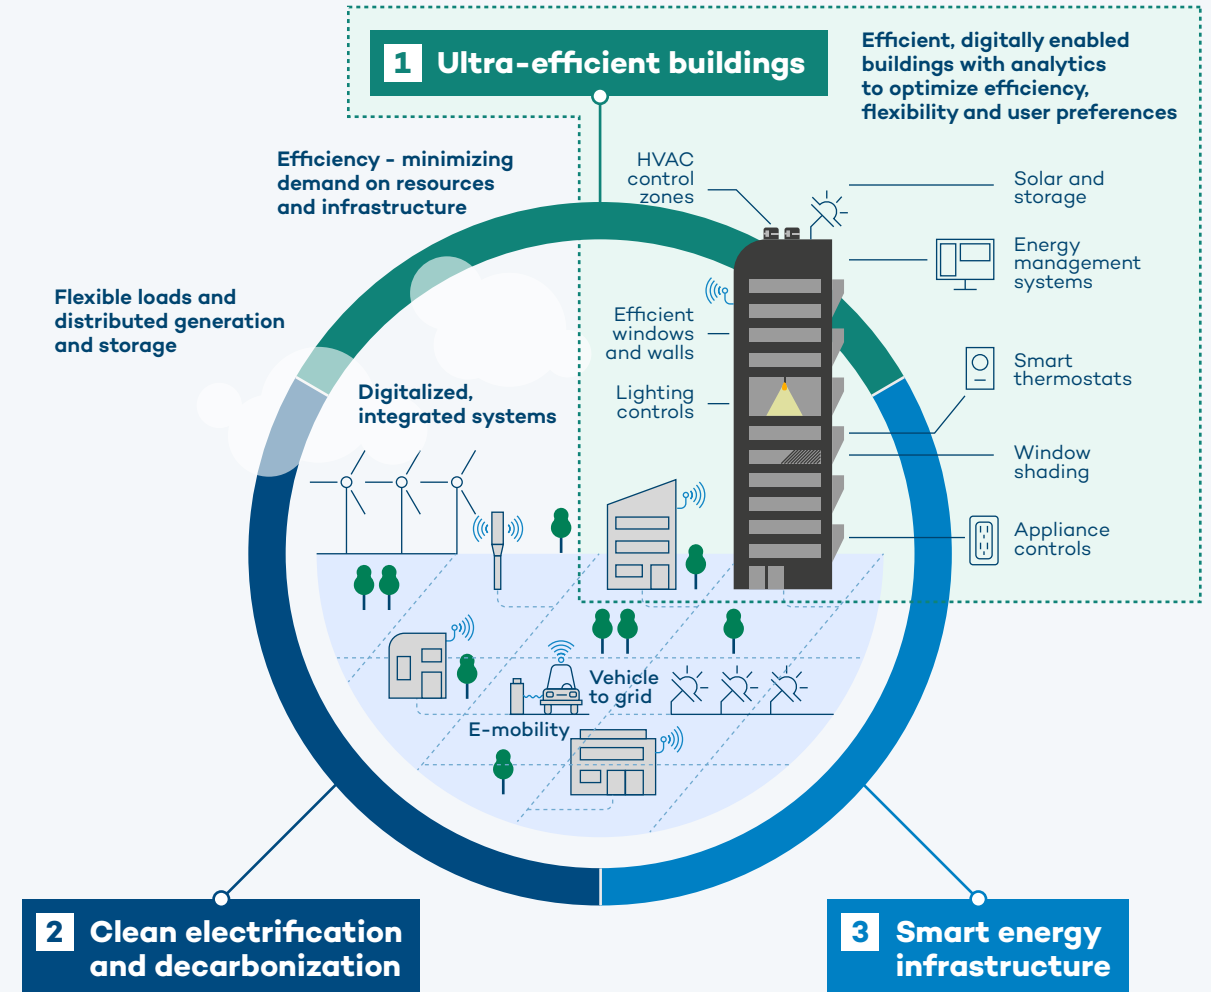 1 Ultra-efficient buildings
Efficient, digitally enabled
buildings with analytics
to optimize efficiency,
flexibility and user preferences
Efficiency - minimizing
demand on resources
and infrastructure
HVAC
control
zones
Solar and
storage
Energy
management
systems
Flexible loads and
distributed generation
and storage
Efficient
windows
and walls
Smart
thermostats
Digitalized,
integrated systems
Lighting
controls
Window
shading
Appliance
controls
Vehicle
to grid
E-mobility
2 Clean electrification
and decarbonization
3 Smart energy
infrastructure